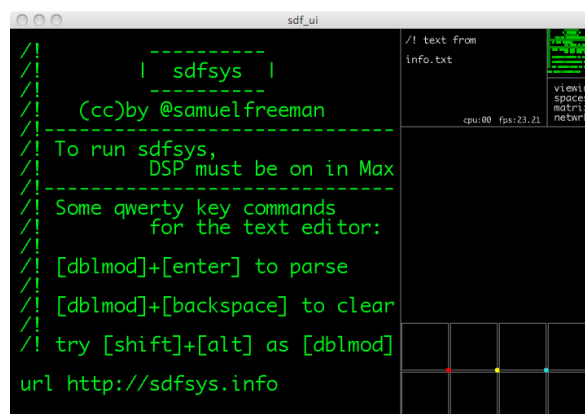 sdf_ui
/!         ----------
/!        |  sdfsys  |
/!         ----------
/!   (cc)by @samuelfreeman
/!------------------------------
/! To run sdfsys,
/!         DSP must be on in Max
/!------------------------------
/! Some qwerty key commands
/!         for the text editor:
/!
/! [dblmod]+[enter] to parse
/!
/! [dblmod]+[backspace] to clear
/!
/! try [shift]+[alt] as [dblmod]
url http://sdfsys.info
/! text from
info.txt
cpu:00 fps:23.21
viewin
spaces
matri
netwrk